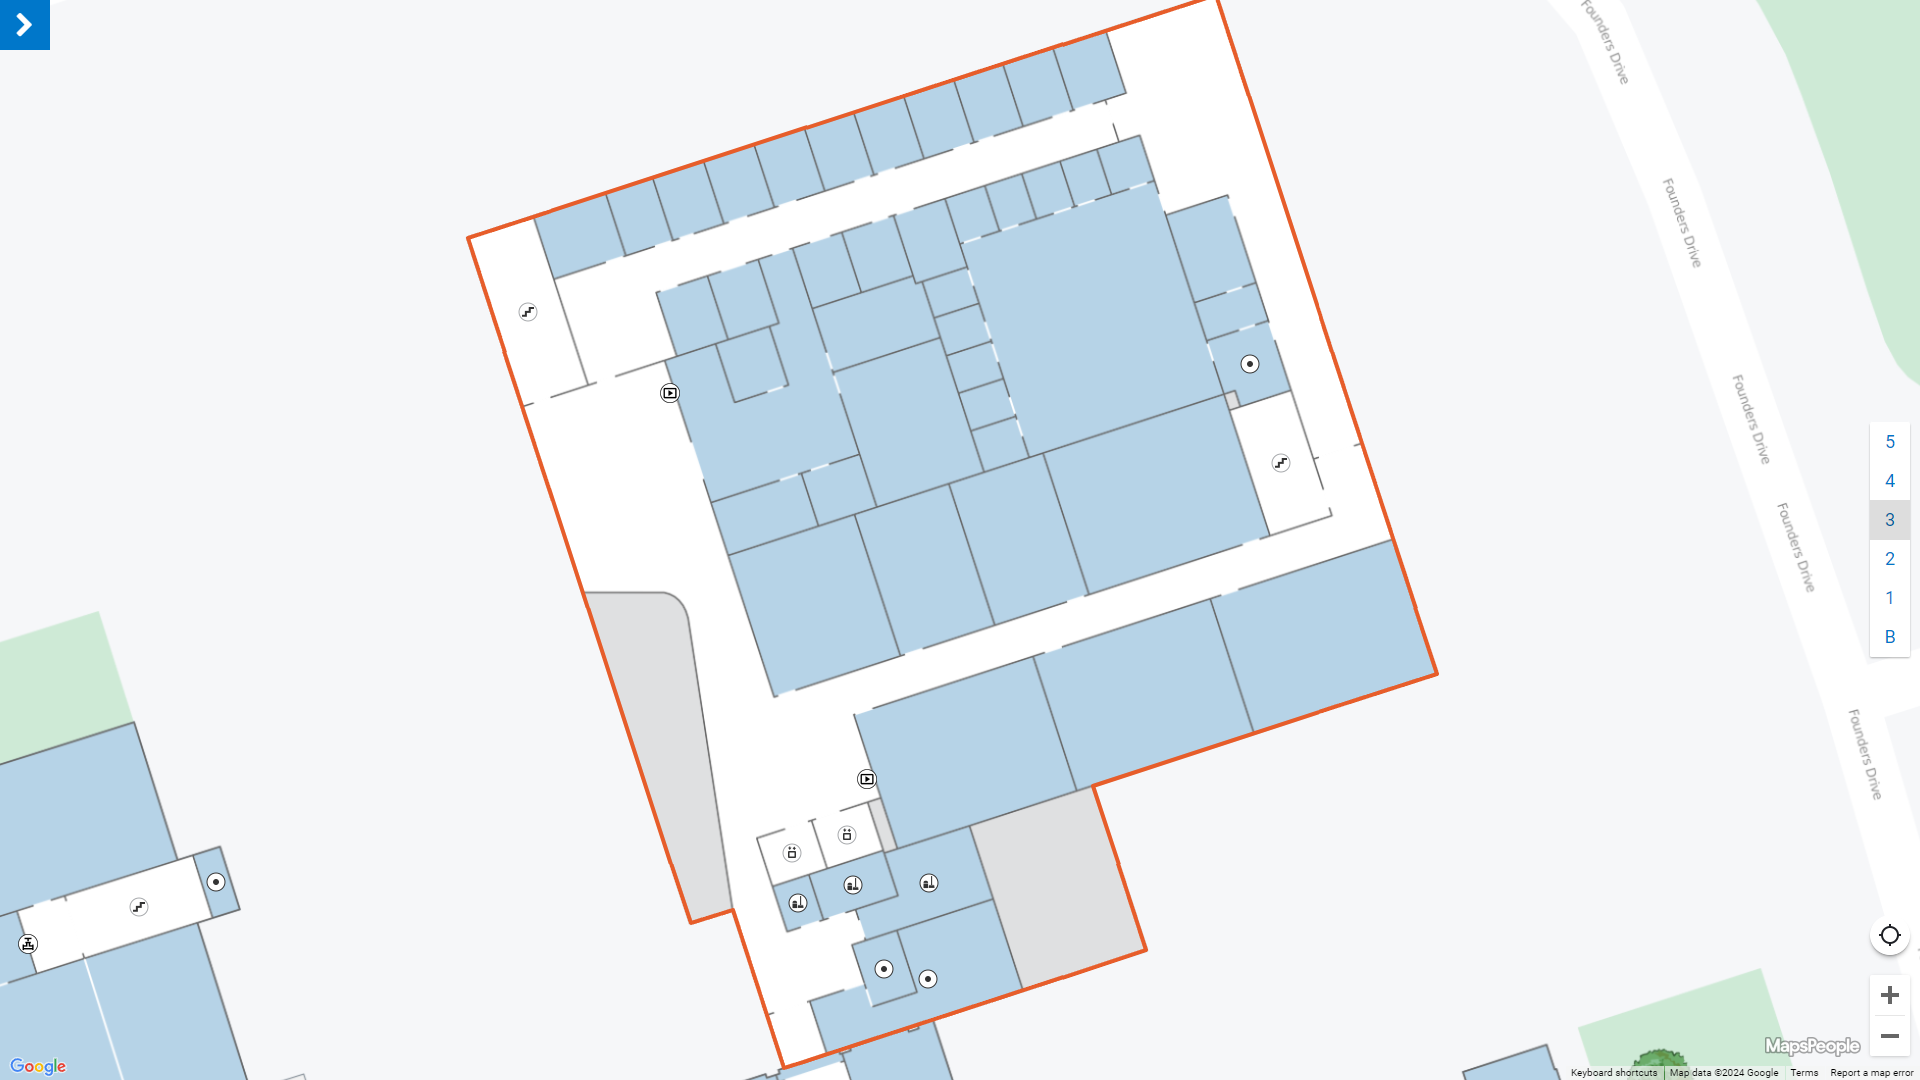 Founders Drive
Founders Drive
Founders Drive
Founders Drive
Founders Drive
5
4
3
2
1
B
Google
MapsPeople
Keyboard shortcuts
Map data ©2024 Google
Terms
Report a map error